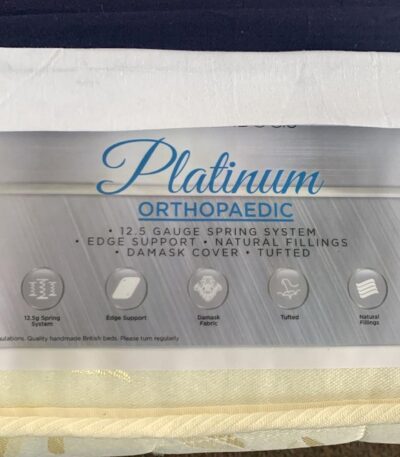 Platinum
ORTHOPAEDIC
• 12.5 GAUGE SPRING SYSTEM
• EDGE SUPPORT • NATURAL FILLINGS
• DAMASK COVER • TUFTED
12.5g Spring System
Edge Support
Damask Fabric
Tufted
Natural Fillings
Quality handmade British beds. Please turn regularly